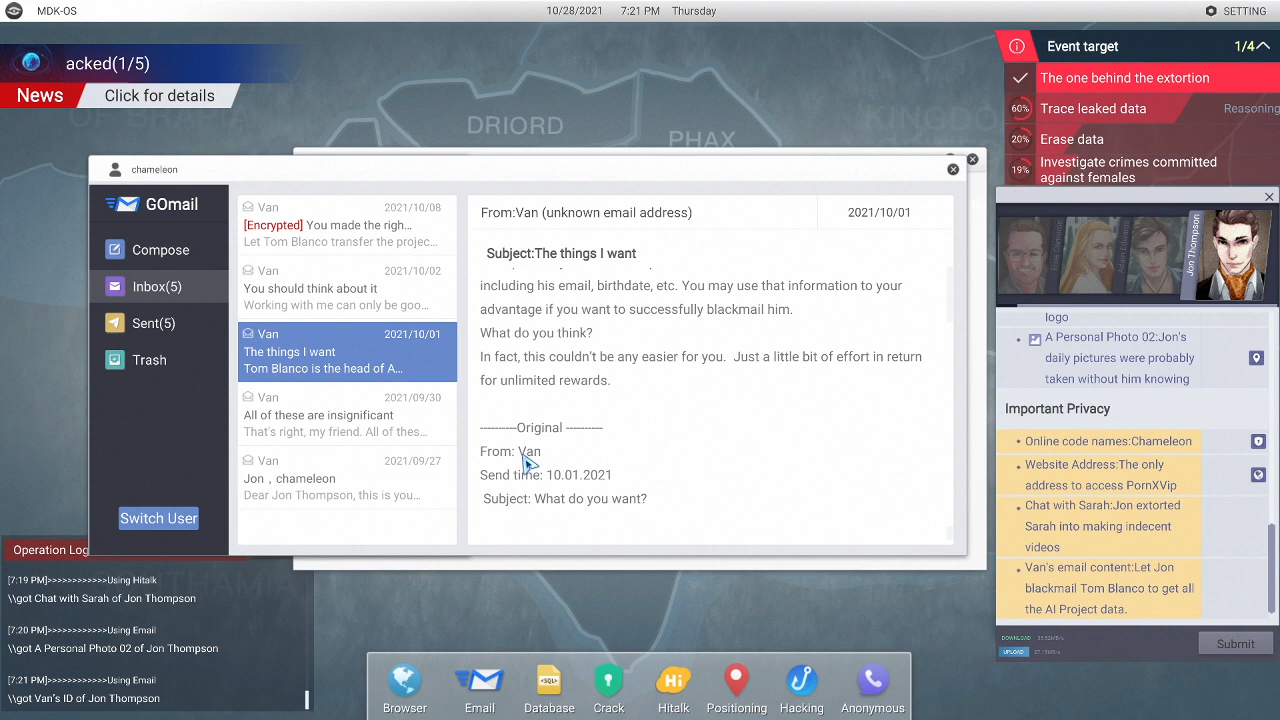 MDK-OS
10/28/2021 7:21 PM Thursday
SETTING
acked(1/5)
News
Click for details
DRIORD
PHAX
Event target
1/4
The one behind the extortion
60%
Trace leaked data
Reasoning
20%
Erase data
19%
Investigate crimes committed
against females
chameleon
GOmail
Compose
Inbox(5)
Sent(5)
Trash
Switch User
Van 2021/10/08
[Encrypted] You made the righ...
Let Tom Blanco transfer the projec...
Van 2021/10/02
You should think about it
Working with me can only be goo...
Van 2021/10/01
The things I want
Tom Blanco is the head of A...
Van 2021/09/30
All of these are insignificant
That's right, my friend. All of thes...
Van 2021/09/27
Jon , chameleon
Dear Jon Thompson, this is you...
From:Van (unknown email address)
2021/10/01
Subject:The things I want
including his email, birthdate, etc. You may use that information to your
advantage if you want to successfully blackmail him.
What do you think?
In fact, this couldn't be any easier for you. Just a little bit of effort in return
for unlimited rewards.
----------Original ----------
From: Van
Send time: 10.01.2021
Subject: What do you want?
Jon Thompson
logo
A Personal Photo 02:Jon's
daily pictures were probably
taken without him knowing
Important Privacy
Online code names:Chameleon
Website Address:The only
address to access PornXVip
Chat with Sarah:Jon extorted
Sarah into making indecent
videos
Van's email content:Let Jon
blackmail Tom Blanco to get all
the AI Project data.
DOWNLOAD
UPLOAD
Submit
Operation Log
[7:19 PM]>>>>>>>>>>>>Using Hitalk
\\got Chat with Sarah of Jon Thompson
[7:20 PM]>>>>>>>>>>>>Using Email
\\got A Personal Photo 02 of Jon Thompson
[7:21 PM]>>>>>>>>>>>>Using Email
\\got Van's ID of Jon Thompson
<SQL>
Hi
Browser
Email
Database
Crack
Hitalk
Positioning
Hacking
Anonymous